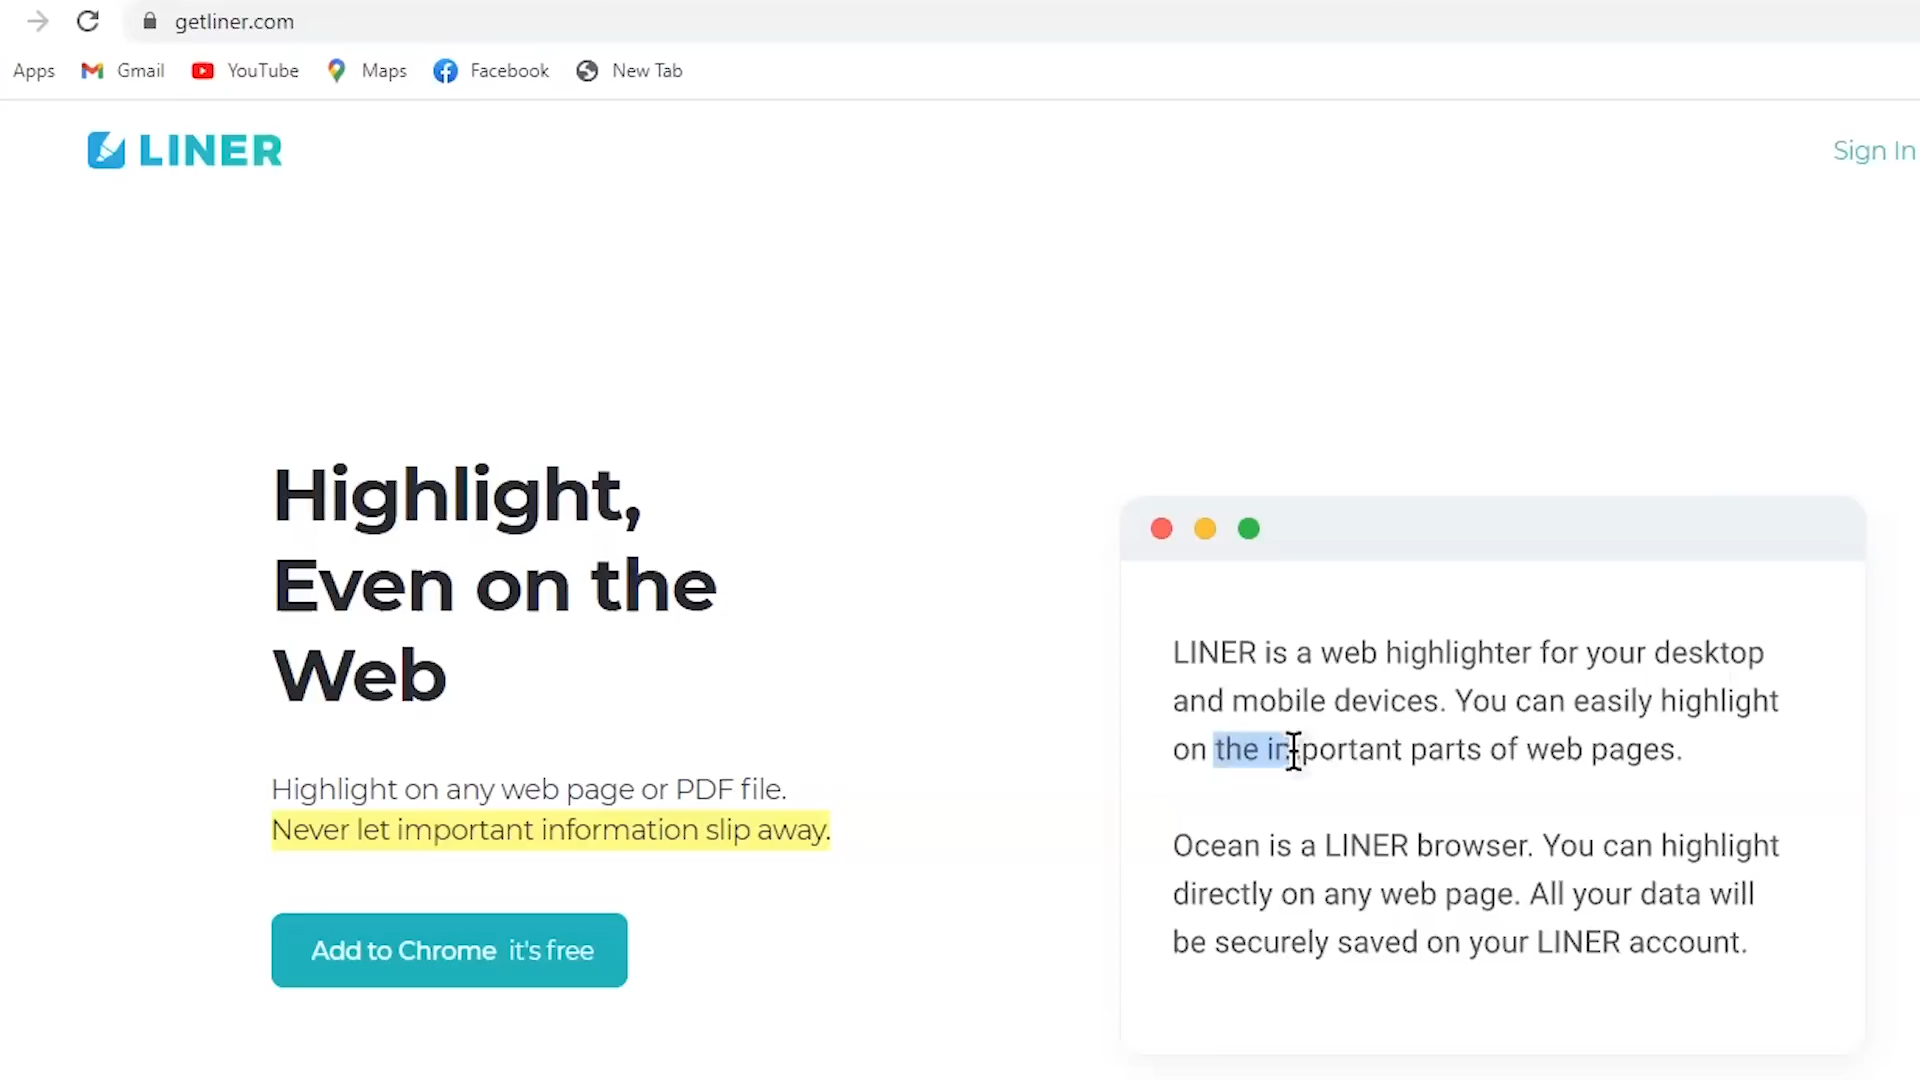 getliner.com
Apps Gmail YouTube Maps Facebook New Tab
LINER
Sign In
Highlight,
Even on the
Web
Highlight on any web page or PDF file.
Never let important information slip away.
Add to Chrome it's free
LINER is a web highlighter for your desktop
and mobile devices. You can easily highlight
on the important parts of web pages.
Ocean is a LINER browser. You can highlight
directly on any web page. All your data will
be securely saved on your LINER account.